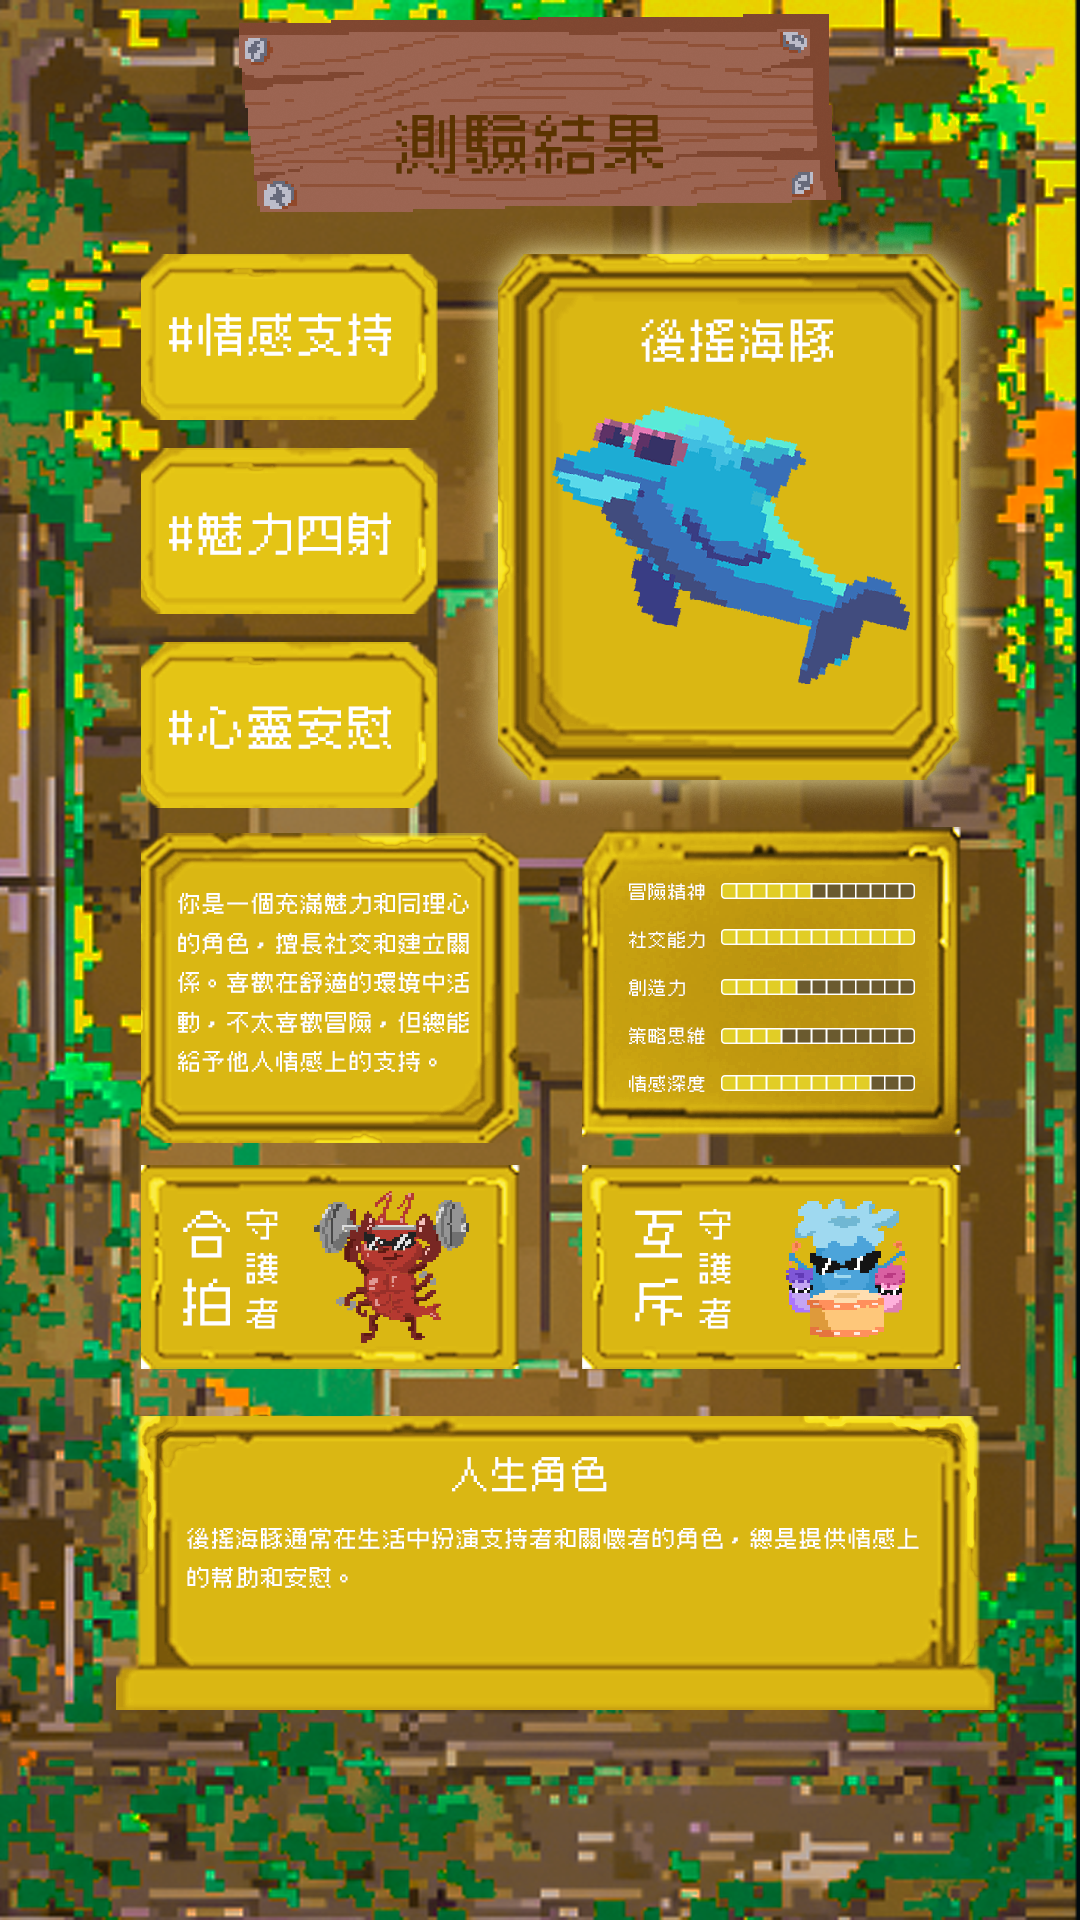 測驗結果
#情感支持
後搖海豚
#魅力四射
#心靈安慰
你是一個充滿魅力和同理心
的角色，擅長社交和建立關
係。喜歡在舒適的環境中活
動，不太喜歡冒險，但總能
給予他人情感上的支持。
冒險精神
社交能力
創造力
策略思維
情感深度
合拍
守護者
互斥
守護者
人生角色
後搖海豚通常在生活中扮演支持者和關懷者的角色，總是提供情感上
的幫助和安慰。